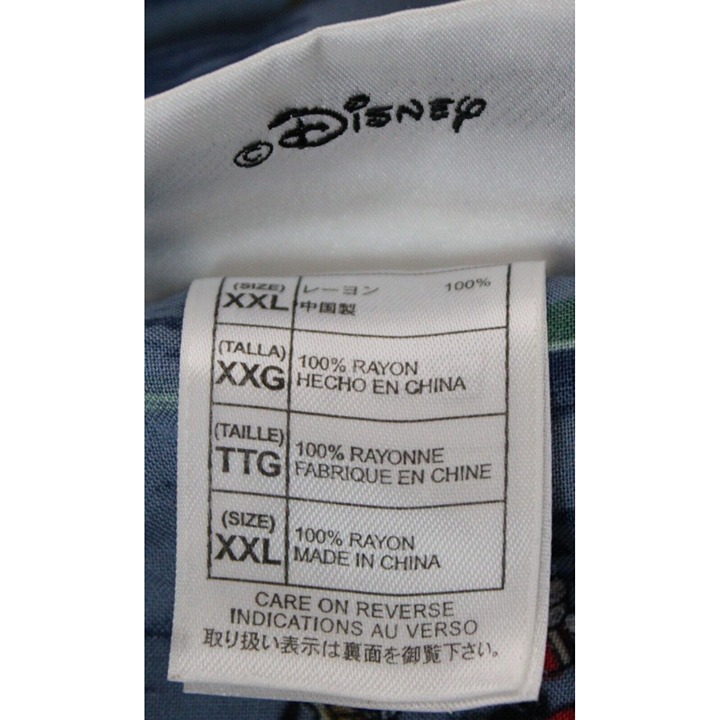 © Disney
(SIZE)
XXL
レーヨン 100%
中国製
(TALLA)
XXG
100% RAYON
HECHO EN CHINA
(TAILLE)
TTG
100% RAYONNE
FABRIQUE EN CHINE
(SIZE)
XXL
100% RAYON
MADE IN CHINA
CARE ON REVERSE
INDICATIONS AU VERSO
取り扱い表示は裏面を御覧下さい。